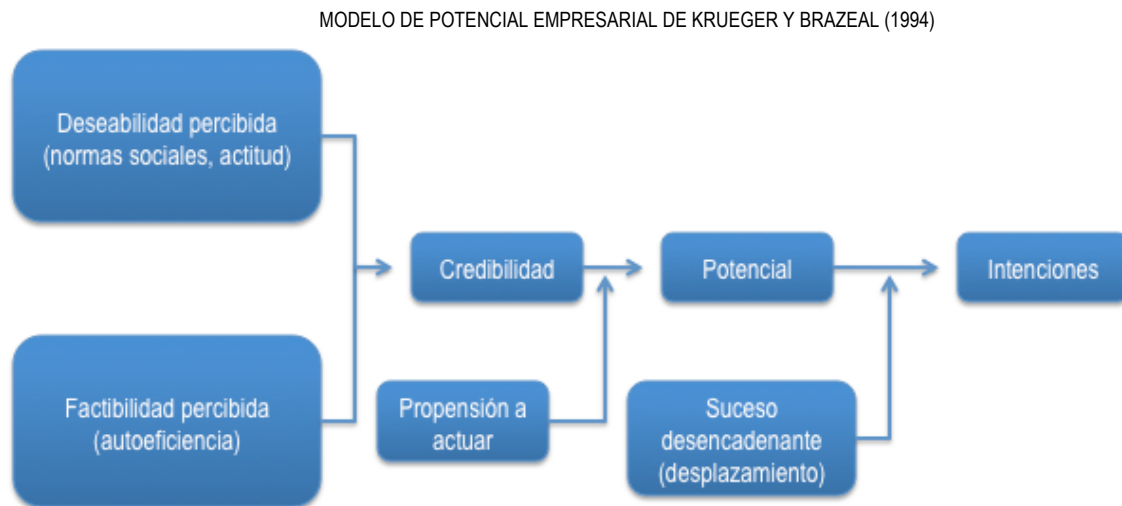 MODELO DE POTENCIAL EMPRESARIAL DE KRUEGER Y BRAZEAL (1994)
Deseabilidad percibida
(normas sociales, actitud)
Credibilidad
Potencial
Intenciones
Factibilidad percibida
(autoeficiencia)
Propensión a
actuar
Suceso
desencadenante
(desplazamiento)